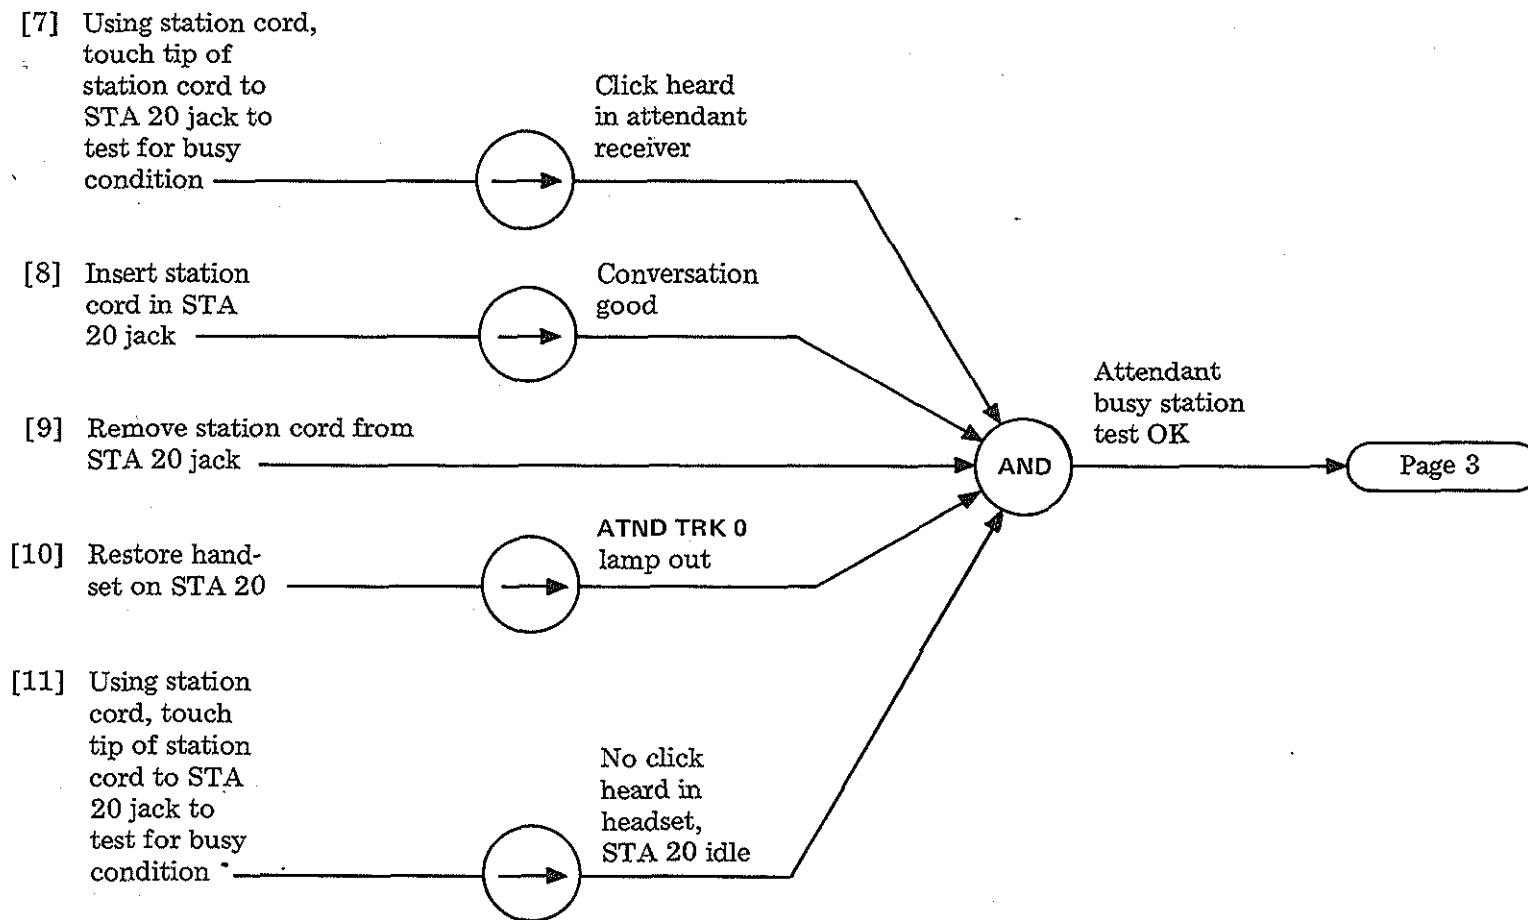 [7] Using station cord,
touch tip of
station cord to
STA 20 jack to
test for busy
condition
Click heard
in attendant
receiver
[8] Insert station
cord in STA
20 jack
Conversation
good
[9] Remove station cord from
STA 20 jack
[10] Restore hand-
set on STA 20
ATND TRK 0
lamp out
[11] Using station
cord, touch
tip of station
cord to STA
20 jack to
test for busy
condition
No click
heard in
headset,
STA 20 idle
AND
Attendant
busy station
test OK
Page 3